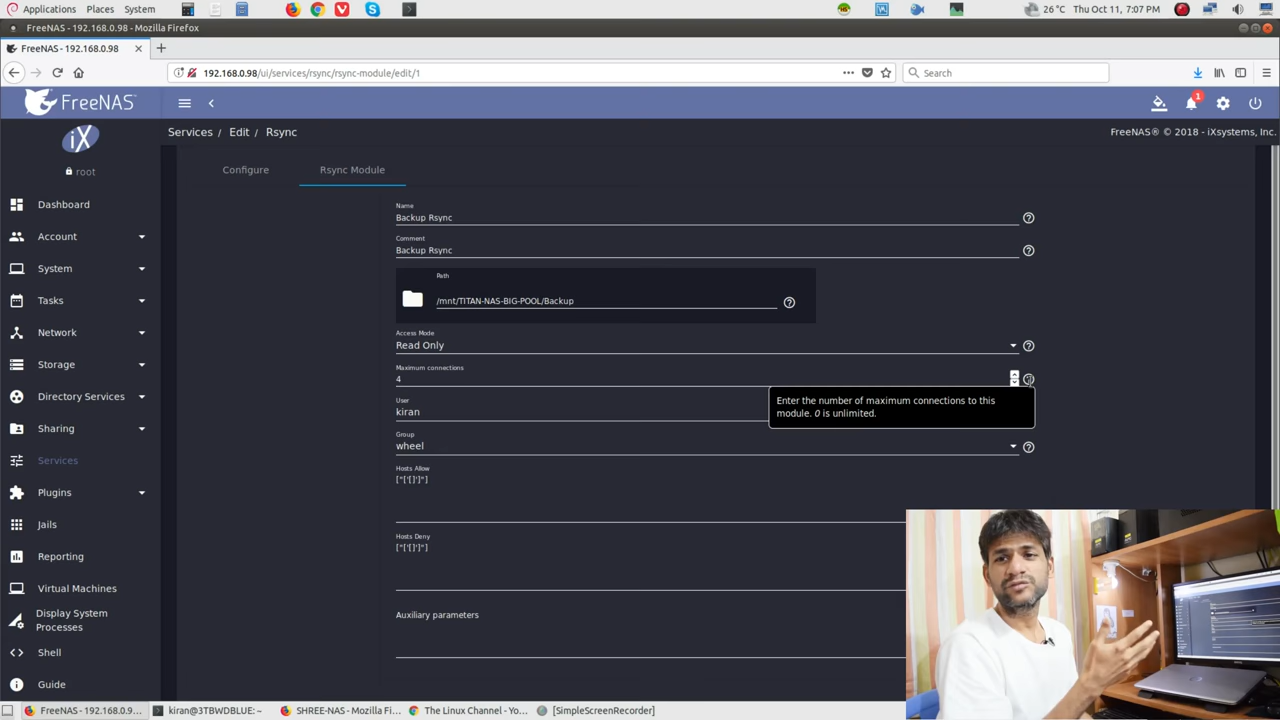 Applications Places System
26 °C Thu Oct 11, 7:07 PM
FreeNAS - 192.168.0.98 - Mozilla Firefox
FreeNAS - 192.168.0.98
192.168.0.98/ui/services/rsync/rsync-module/edit/1
Search
FreeNAS®
1
Services / Edit / Rsync
FreeNAS® © 2018 - iXsystems, Inc.
iX
root
Dashboard
Account
System
Tasks
Network
Storage
Directory Services
Sharing
Services
Plugins
Jails
Reporting
Virtual Machines
Display System
Processes
Shell
Guide
Configure
Rsync Module
Name
Backup Rsync
Comment
Backup Rsync
Path
/mnt/TITAN-NAS-BIG-POOL/Backup
Access Mode
Read Only
Maximum connections
4
Enter the number of maximum connections to this
module. 0 is unlimited.
User
kiran
Group
wheel
Hosts Allow
["['[]']"]
Hosts Deny
["['[]']"]
Auxiliary parameters
FreeNAS - 192.168.0.9...
kiran@3TBWDBLUE: ~
SHREE-NAS - Mozilla Fi...
The Linux Channel - Yo...
[SimpleScreenRecorder]